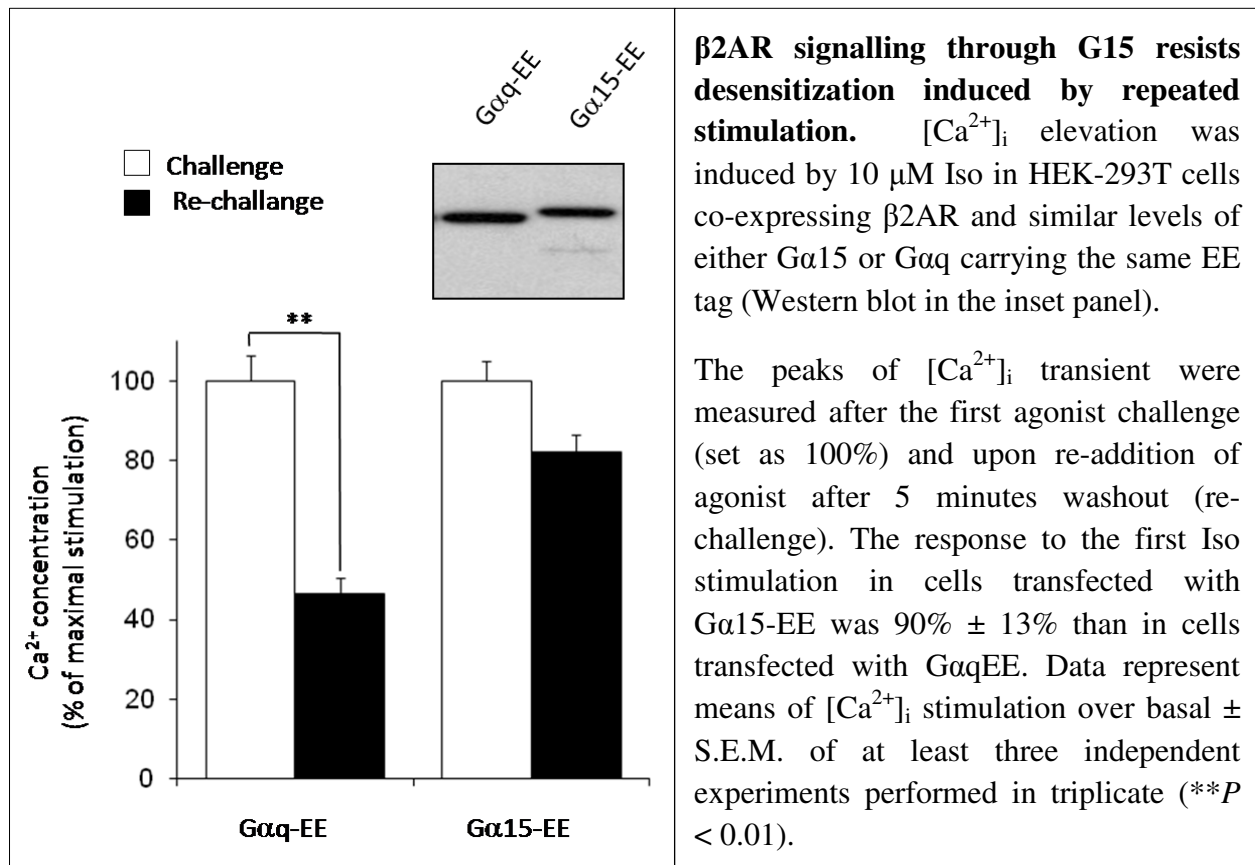 Gαq-EE
Gα15-EE
Challenge
Re-challange
**
Ca²⁺ concentration
(% of maximal stimulation)
100
80
60
40
20
0
Gαq-EE
Gα15-EE
β2AR signalling through G15 resists
desensitization induced by repeated
stimulation. [Ca²⁺]ᵢ elevation was
induced by 10 μM Iso in HEK-293T cells
co-expressing β2AR and similar levels of
either Gα15 or Gαq carrying the same EE
tag (Western blot in the inset panel).
The peaks of [Ca²⁺]ᵢ transient were
measured after the first agonist challenge
(set as 100%) and upon re-addition of
agonist after 5 minutes washout (re-
challenge). The response to the first Iso
stimulation in cells transfected with
Gα15-EE was 90% ± 13% than in cells
transfected with GαqEE. Data represent
means of [Ca²⁺]ᵢ stimulation over basal ±
S.E.M. of at least three independent
experiments performed in triplicate (**P
< 0.01).